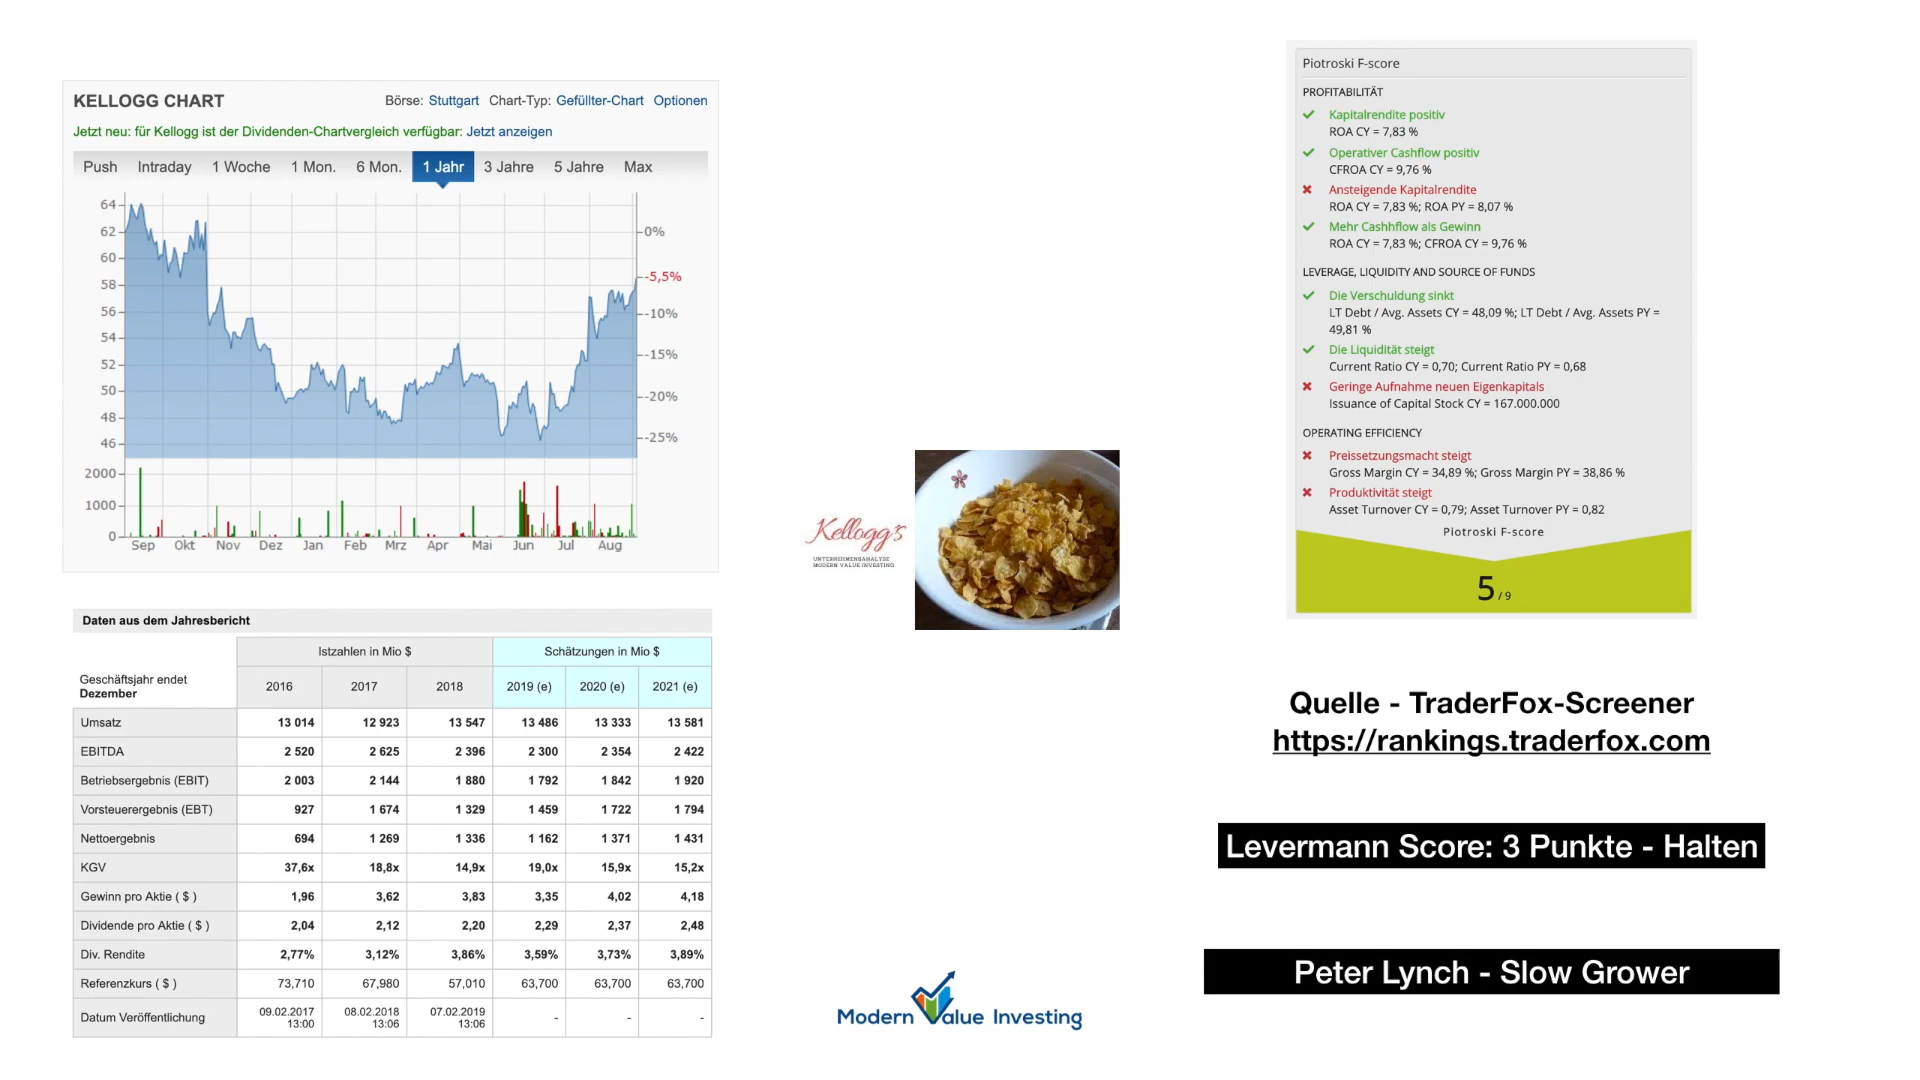 KELLOGG CHART
Börse: Stuttgart Chart-Typ: Gefüllter-Chart Optionen
Jetzt neu: für Kellogg ist der Dividenden-Chartvergleich verfügbar: Jetzt anzeigen
Push Intraday 1 Woche 1 Mon. 6 Mon. 1 Jahr 3 Jahre 5 Jahre Max
64
62
60
58
56
54
52
50
48
46
0%
-5,5%
-10%
-15%
-20%
-25%
2000
1000
0
Sep Okt Nov Dez Jan Feb Mrz Apr Mai Jun Jul Aug
Daten aus dem Jahresbericht
Istzahlen in Mio $ Schätzungen in Mio $
Geschäftsjahr endet
Dezember
2016 2017 2018 2019 (e) 2020 (e) 2021 (e)
Umsatz 13 014 12 923 13 547 13 486 13 333 13 581
EBITDA 2 520 2 625 2 396 2 300 2 354 2 422
Betriebsergebnis (EBIT) 2 003 2 144 1 880 1 792 1 842 1 920
Vorsteuerergebnis (EBT) 927 1 674 1 329 1 459 1 722 1 794
Nettoergebnis 694 1 269 1 336 1 162 1 371 1 431
KGV 37,6x 18,8x 14,9x 19,0x 15,9x 15,2x
Gewinn pro Aktie ( $ ) 1,96 3,62 3,83 3,35 4,02 4,18
Dividende pro Aktie ( $ ) 2,04 2,12 2,20 2,29 2,37 2,48
Div. Rendite 2,77% 3,12% 3,86% 3,59% 3,73% 3,89%
Referenzkurs ( $ ) 73,710 67,980 57,010 63,700 63,700 63,700
Datum Veröffentlichung 09.02.2017 08.02.2018 07.02.2019 - - -
13:00 13:06 13:06
Kellogg's
UNTERNEHMENSANALYSE
MODERN VALUE INVESTING
Modern Value Investing
Piotroski F-score
PROFITABILITÄT
Kapitalrendite positiv
ROA CY = 7,83 %
Operativer Cashflow positiv
CFROA CY = 9,76 %
Ansteigende Kapitalrendite
ROA CY = 7,83 %; ROA PY = 8,07 %
Mehr Cashhflow als Gewinn
ROA CY = 7,83 %; CFROA CY = 9,76 %
LEVERAGE, LIQUIDITY AND SOURCE OF FUNDS
Die Verschuldung sinkt
LT Debt / Avg. Assets CY = 48,09 %; LT Debt / Avg. Assets PY =
49,81 %
Die Liquidität steigt
Current Ratio CY = 0,70; Current Ratio PY = 0,68
Geringe Aufnahme neuen Eigenkapitals
Issuance of Capital Stock CY = 167.000.000
OPERATING EFFICIENCY
Preissetzungsmacht steigt
Gross Margin CY = 34,89 %; Gross Margin PY = 38,86 %
Produktivität steigt
Asset Turnover CY = 0,79; Asset Turnover PY = 0,82
Piotroski F-score
5 / 9
Quelle - TraderFox-Screener
https://rankings.traderfox.com
Levermann Score: 3 Punkte - Halten
Peter Lynch - Slow Grower